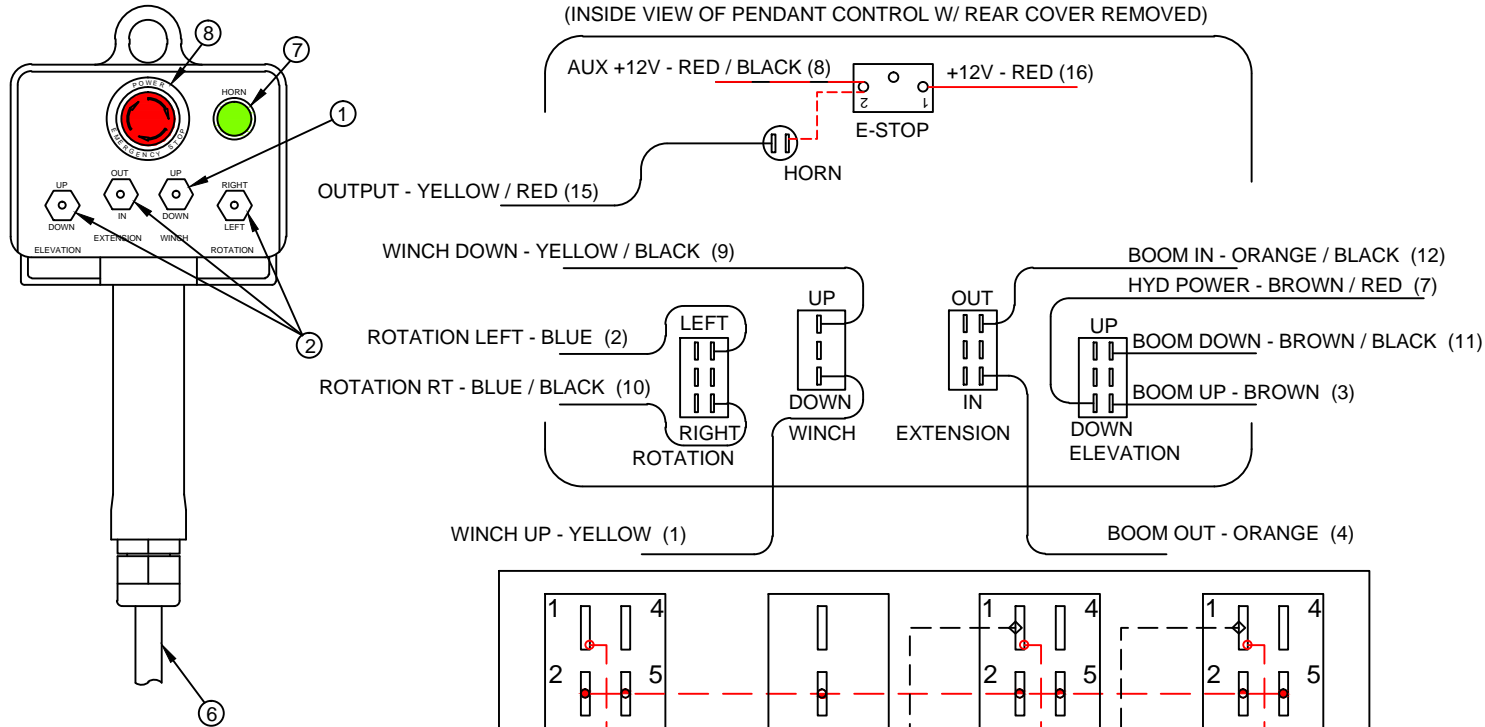 (INSIDE VIEW OF PENDANT CONTROL W/ REAR COVER REMOVED)
8
7
1
2
6
POWER
EMERGENCY STOP
HORN
UP
DOWN
ELEVATION
OUT
IN
EXTENSION
UP
DOWN
WINCH
RIGHT
LEFT
ROTATION
AUX +12V - RED / BLACK (8)
+12V - RED (16)
2
1
E-STOP
HORN
OUTPUT - YELLOW / RED (15)
WINCH DOWN - YELLOW / BLACK (9)
BOOM IN - ORANGE / BLACK (12)
HYD POWER - BROWN / RED (7)
ROTATION LEFT - BLUE (2)
LEFT
UP
OUT
UP
BOOM DOWN - BROWN / BLACK (11)
ROTATION RT - BLUE / BLACK (10)
BOOM UP - BROWN (3)
RIGHT
ROTATION
DOWN
WINCH
IN
EXTENSION
DOWN
ELEVATION
WINCH UP - YELLOW (1)
BOOM OUT - ORANGE (4)
1 4
2 5
1 4
2 5
1 4
2 5